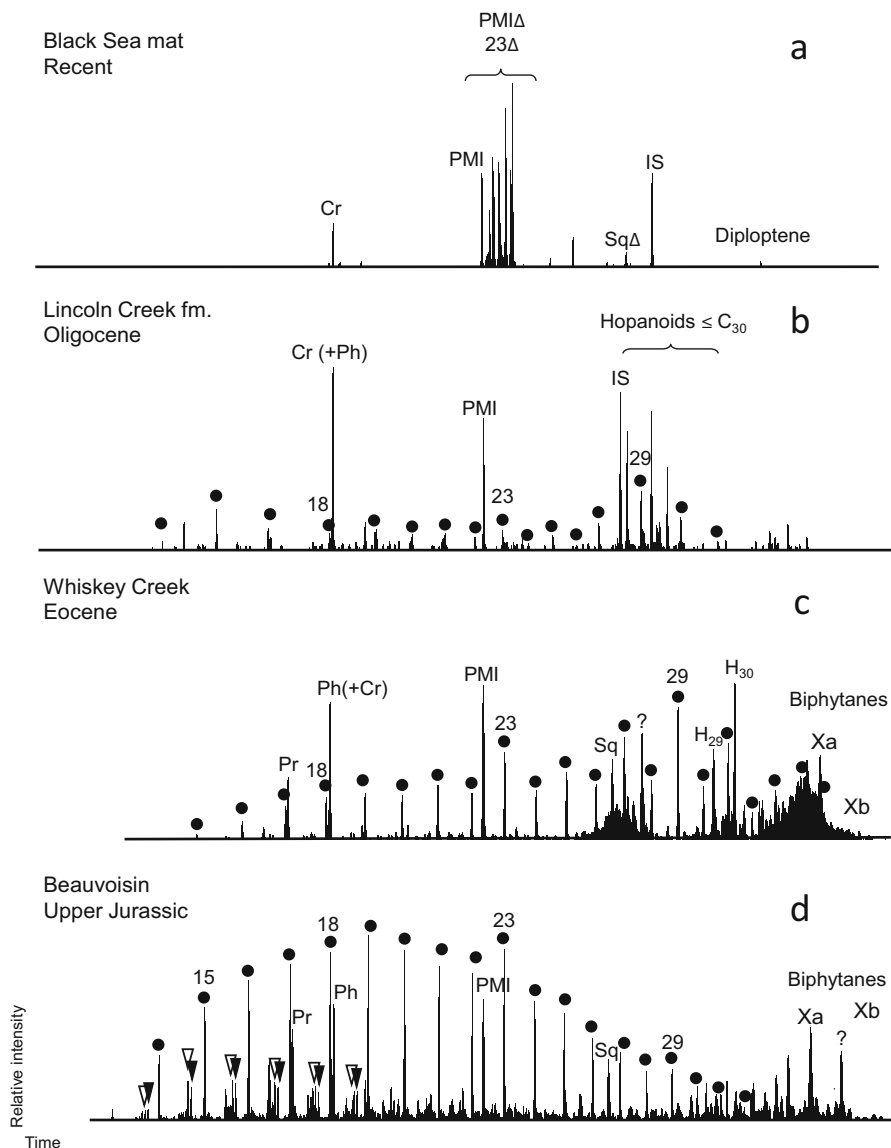 Black Sea mat
Recent
a
PMIΔ
23Δ
PMI
IS
Cr
SqΔ
Diploptene
Lincoln Creek fm.
Oligocene
b
Hopanoids ≤ C30
Cr (+Ph)
IS
PMI
29
18
23
Whiskey Creek
Eocene
c
H30
PMI
29
Biphytanes
Ph(+Cr)
23
Sq
?
H29
Xa
Pr
18
Xb
Beauvoisin
Upper Jurassic
d
18
23
15
Biphytanes
Ph
PMI
Xb
Pr
Xa
Sq
29
?
Relative intensity
Time